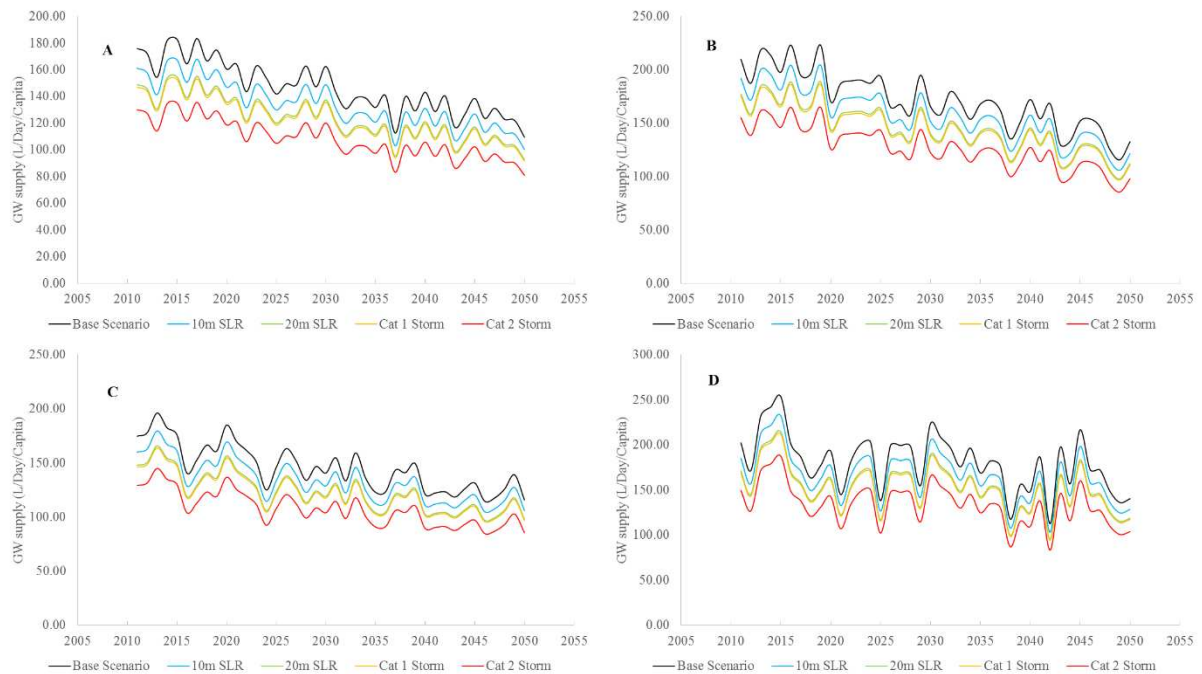 A
GW supply (L/Day/Capita)
200.00
180.00
160.00
140.00
120.00
100.00
80.00
60.00
40.00
20.00
0.00
2005 2010 2015 2020 2025 2030 2035 2040 2045 2050 2055
Base Scenario 10m SLR 20m SLR Cat 1 Storm Cat 2 Storm
B
GW supply (L/Day/Capita)
250.00
200.00
150.00
100.00
50.00
0.00
2005 2010 2015 2020 2025 2030 2035 2040 2045 2050 2055
Base Scenario 10m SLR 20m SLR Cat 1 Storm Cat 2 Storm
C
GW supply (L/Day/Capita)
250.00
200.00
150.00
100.00
50.00
0.00
2005 2010 2015 2020 2025 2030 2035 2040 2045 2050 2055
Base Scenario 10m SLR 20m SLR Cat 1 Storm Cat 2 Storm
D
GW supply (L/Day/Capita)
300.00
250.00
200.00
150.00
100.00
50.00
0.00
2005 2010 2015 2020 2025 2030 2035 2040 2045 2050 2055
Base Scenario 10m SLR 20m SLR Cat 1 Storm Cat 2 Storm